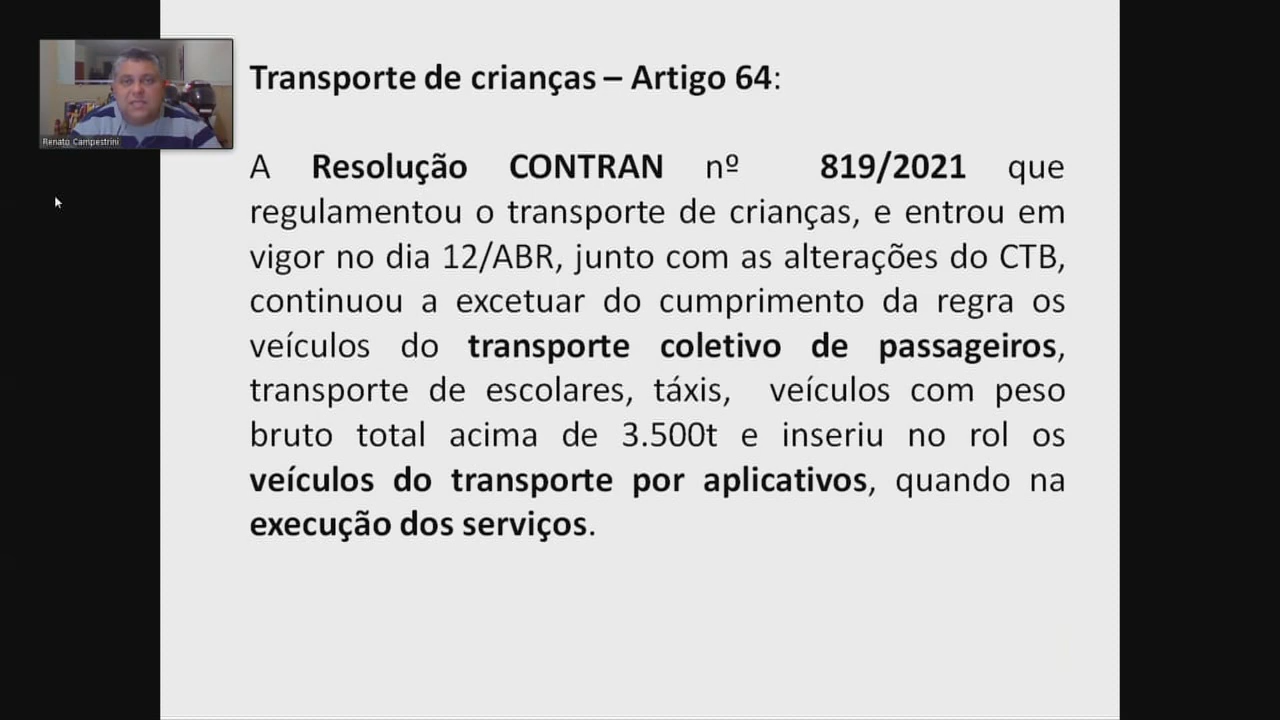 Transporte de crianças – Artigo 64:
Renato Campestrini
A Resolução CONTRAN nº 819/2021 que
regulamentou o transporte de crianças, e entrou em
vigor no dia 12/ABR, junto com as alterações do CTB,
continuou a excetuar do cumprimento da regra os
veículos do transporte coletivo de passageiros,
transporte de escolares, táxis, veículos com peso
bruto total acima de 3.500t e inseriu no rol os
veículos do transporte por aplicativos, quando na
execução dos serviços.